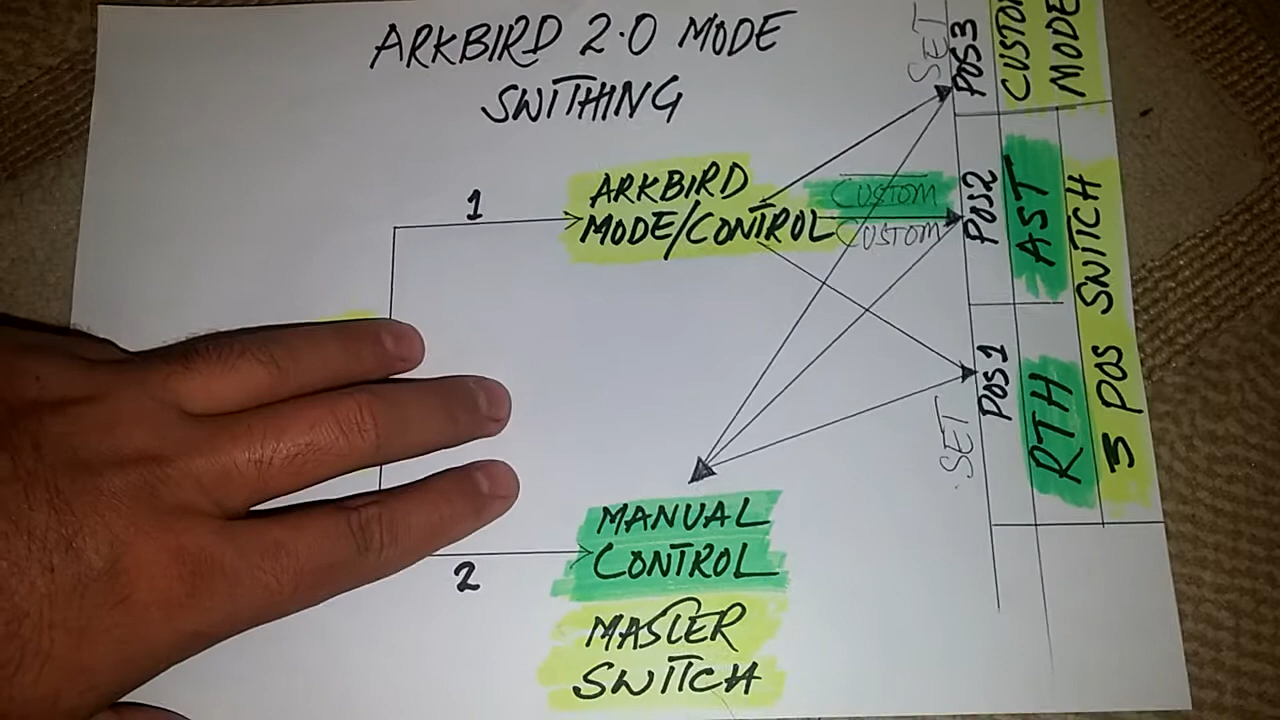 ARKBIRD 2.0 MODE
SWITHING
1
ARKBIRD
MODE/CONTROL
CUSTOM
CUSTOM
SET
POS3
CUSTO
MODE
POS2
AST
POS1
RTH
SET
3 POS SWITCH
2
MANUAL
CONTROL
MASTER
SWITCH